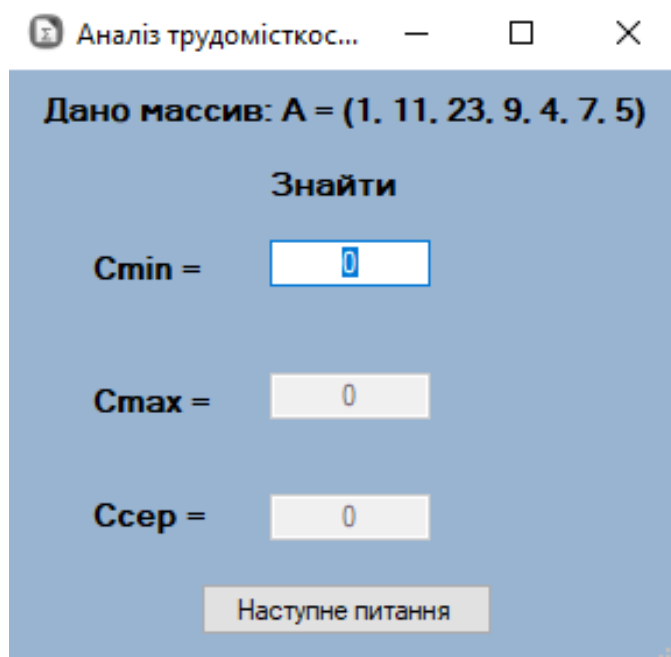 Аналіз трудомісткос...
Дано массив: A = (1, 11, 23, 9, 4, 7, 5)
Знайти
Cmin = 0
Cmax = 0
Ссер = 0
Наступне питання